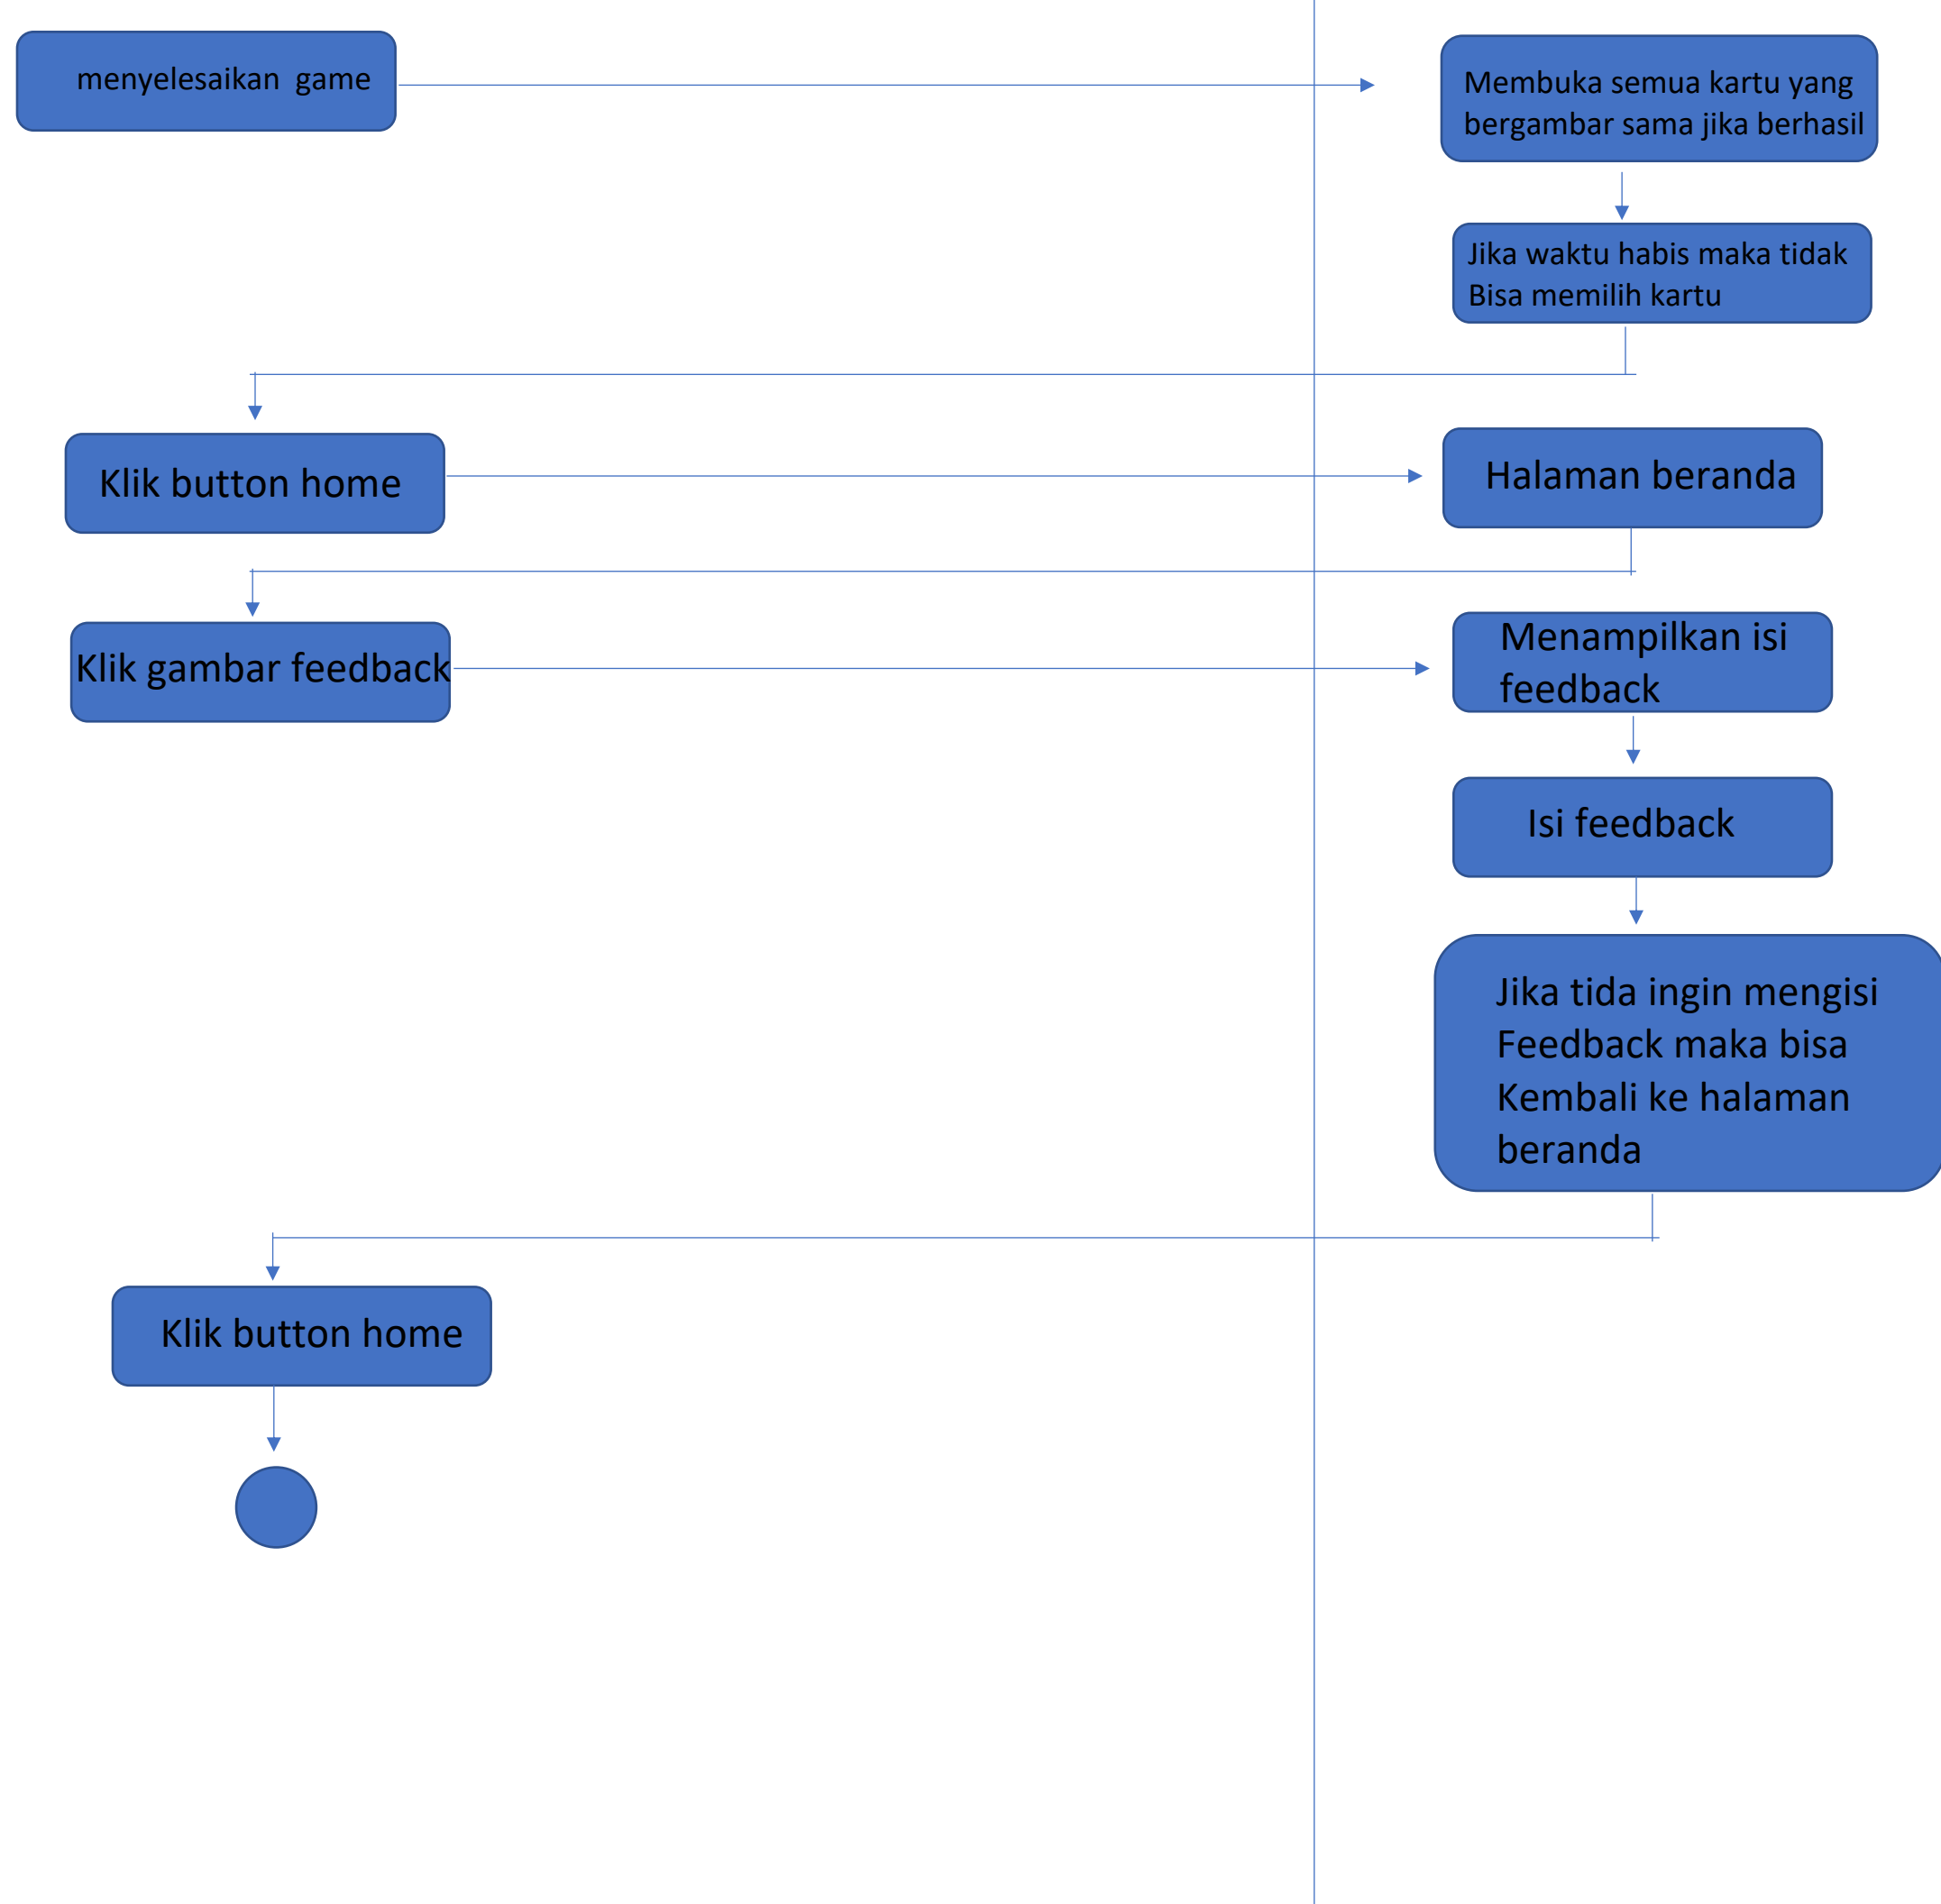 menyelesaikan  game
Membuka semua kartu yang
bergambar sama jika berhasil
Jika waktu habis maka tidak
Bisa memilih kartu
Klik button home
Halaman beranda
Klik gambar feedback
Menampilkan isi
feedback
Isi feedback
Jika tida ingin mengisi
Feedback maka bisa
Kembali ke halaman
beranda
Klik button home